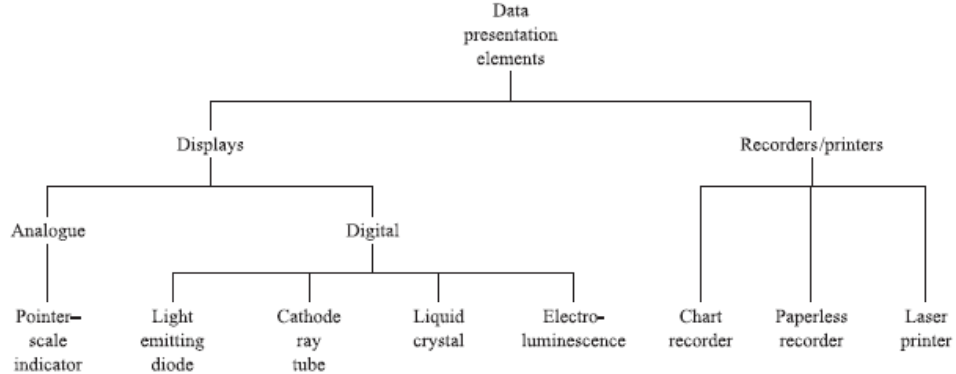 Data
presentation
elements
Displays
Recorders/printers
Analogue
Digital
Pointer–
scale
indicator
Light
emitting
diode
Cathode
ray
tube
Liquid
crystal
Electro–
luminescence
Chart
recorder
Paperless
recorder
Laser
printer